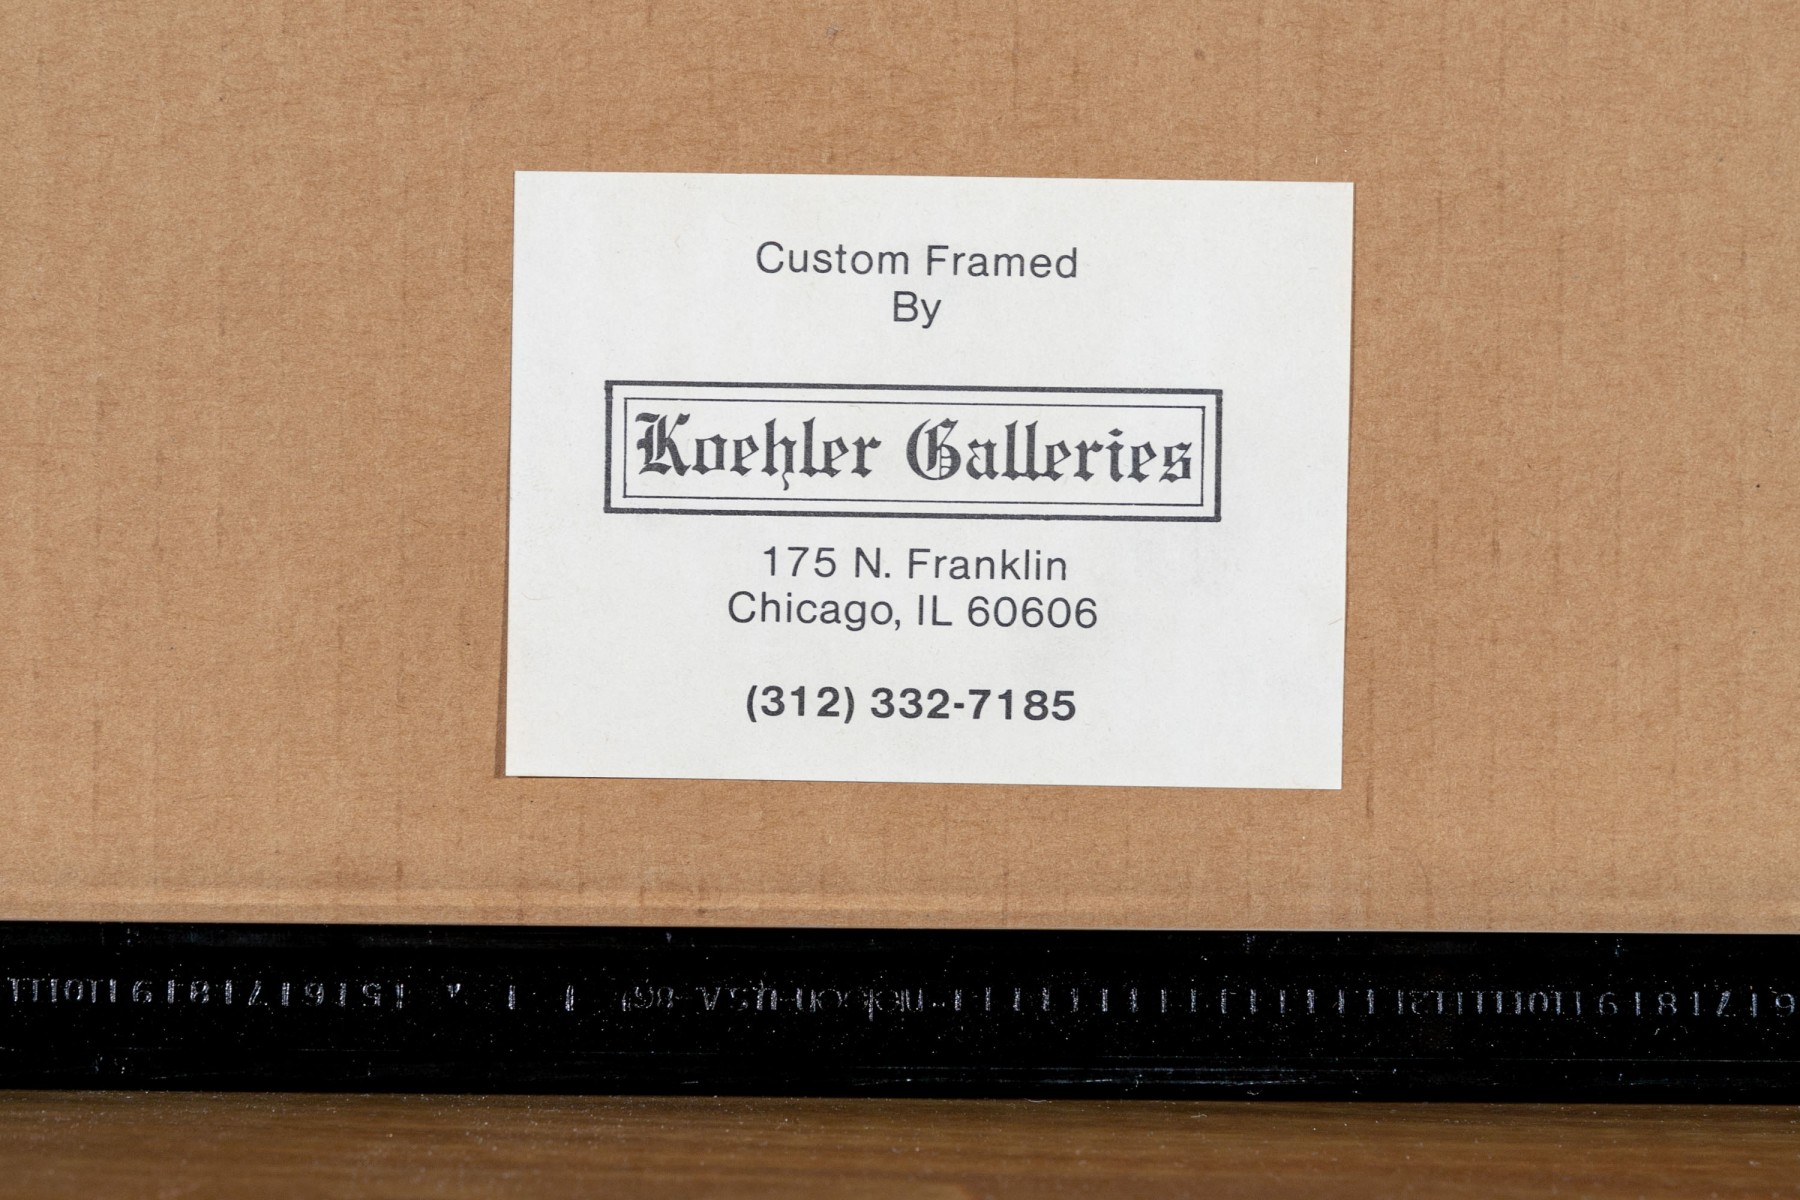 Custom Framed
By
Koehler Galleries
175 N. Franklin
Chicago, IL 60606
(312) 332-7185